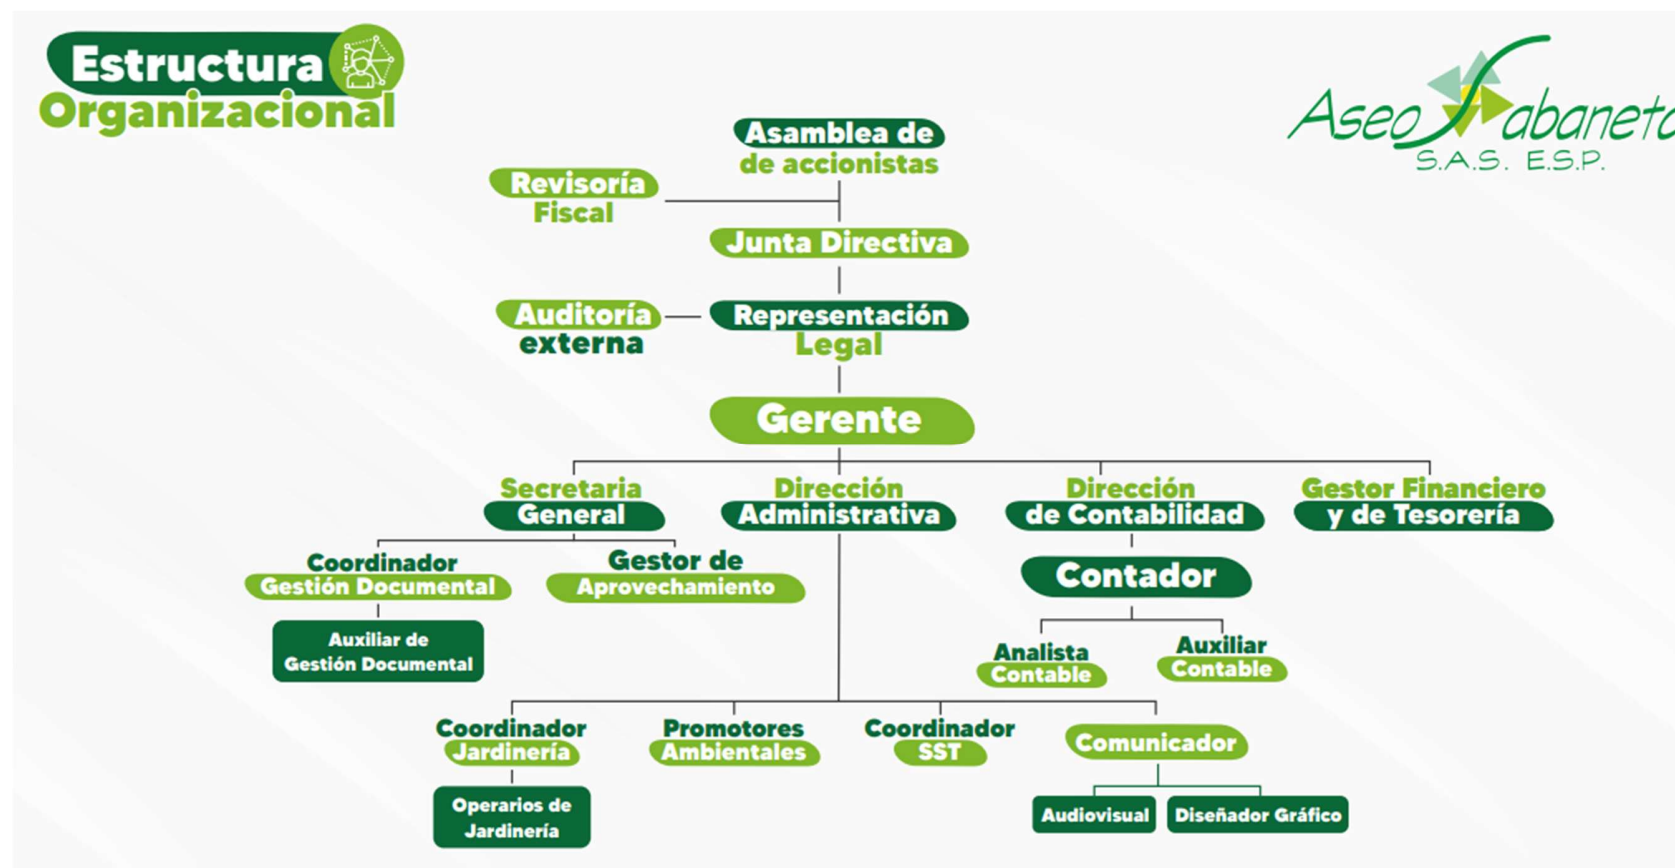 Estructura
Organizacional
Aseo Sabaneta
S.A.S. E.S.P.
Asamblea de
de accionistas
Revisoría
Fiscal
Junta Directiva
Auditoría
externa
Representación
Legal
Gerente
Secretaria
General
Dirección
Administrativa
Dirección
de Contabilidad
Gestor Financiero
y de Tesorería
Coordinador
Gestión Documental
Gestor de
Aprovechamiento
Contador
Auxiliar de
Gestión Documental
Analista
Contable
Auxiliar
Contable
Coordinador
Jardinería
Promotores
Ambientales
Coordinador
SST
Comunicador
Operarios de
Jardinería
Audiovisual
Diseñador Gráfico